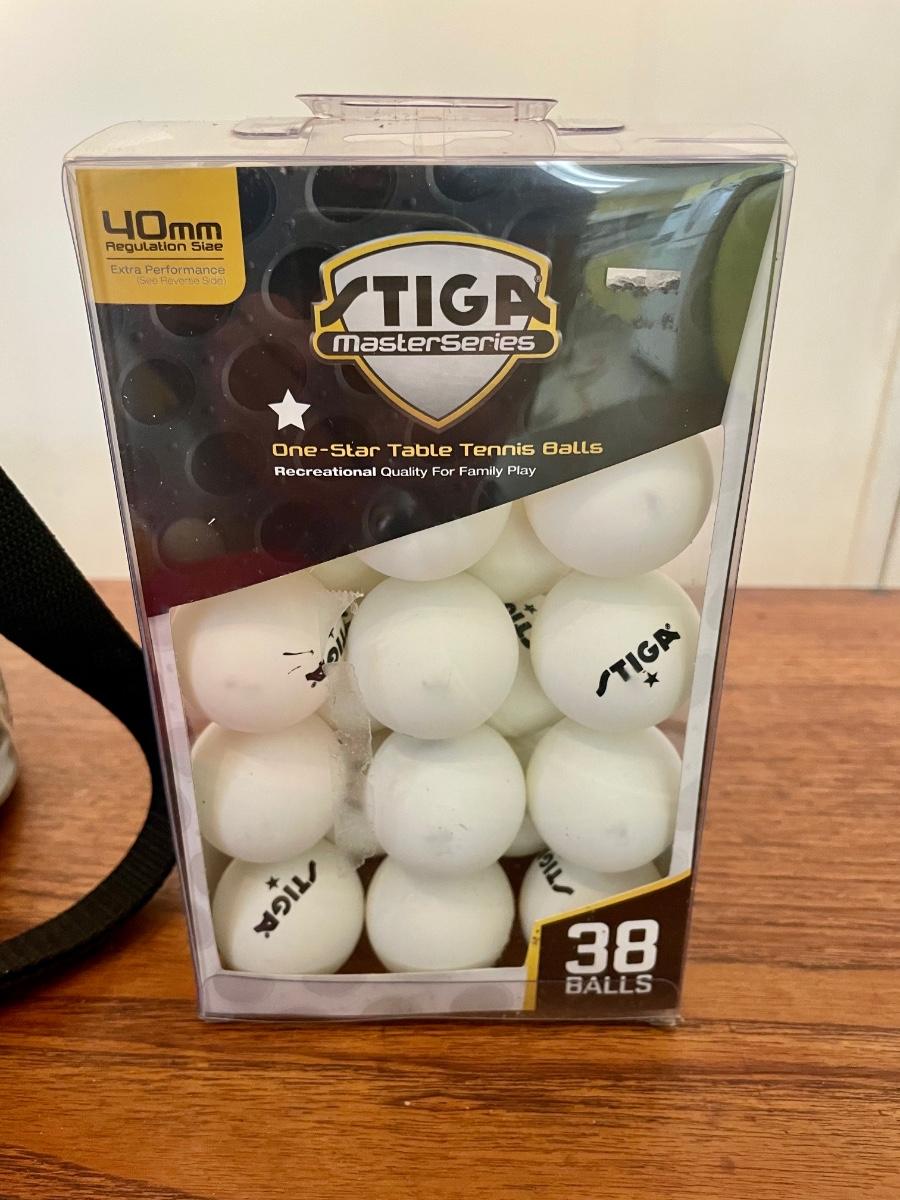 40mm
Regulation Size
Extra Performance
(See Reverse Side)
STIGA®
MasterSeries
One-Star Table Tennis Balls
Recreational Quality For Family Play
STIGA®
STIGA
STIGA
38
BALLS